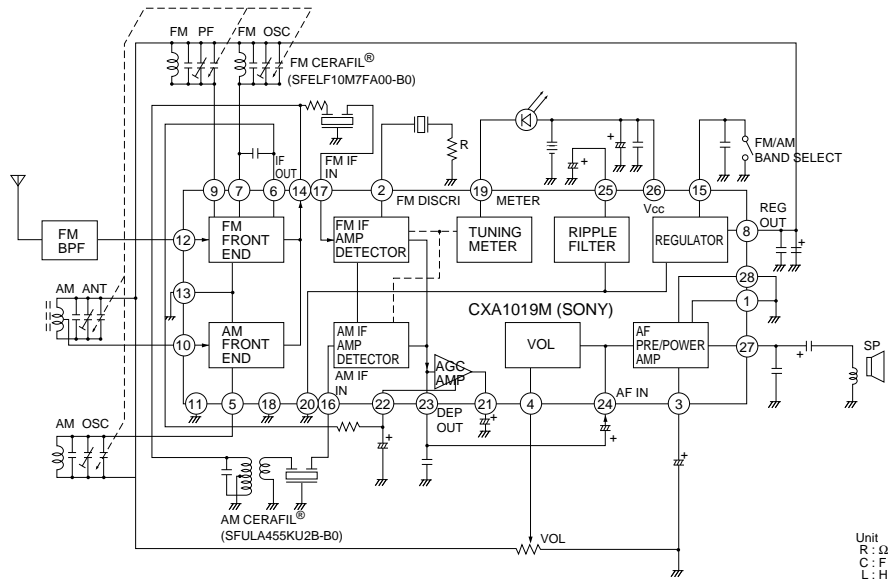 FM PF FM OSC
FM CERAFIL®
(SFELF10M7FA00-B0)
R
FM/AM
BAND SELECT
IF
OUT
FM IF
IN
9 7 6 14 17 2 FM DISCRI 19 METER 25 26 15
Vcc
REG
OUT
FM
BPF
12
FM
FRONT
END
FM IF
AMP
DETECTOR
TUNING
METER
RIPPLE
FILTER
REGULATOR
8
28
13
1
AM ANT
CXA1019M (SONY)
10
AM
FRONT
END
AM IF
AMP
DETECTOR
AGC
AMP
VOL
AF
PRE/POWER
AMP
27
SP
AM IF
IN
AF IN
11 5 18 20 16 22 23 21 4 24 3
DEP
OUT
AM OSC
AM CERAFIL®
(SFULA455KU2B-B0)
VOL
Unit
R : Ω
C : F
L : H